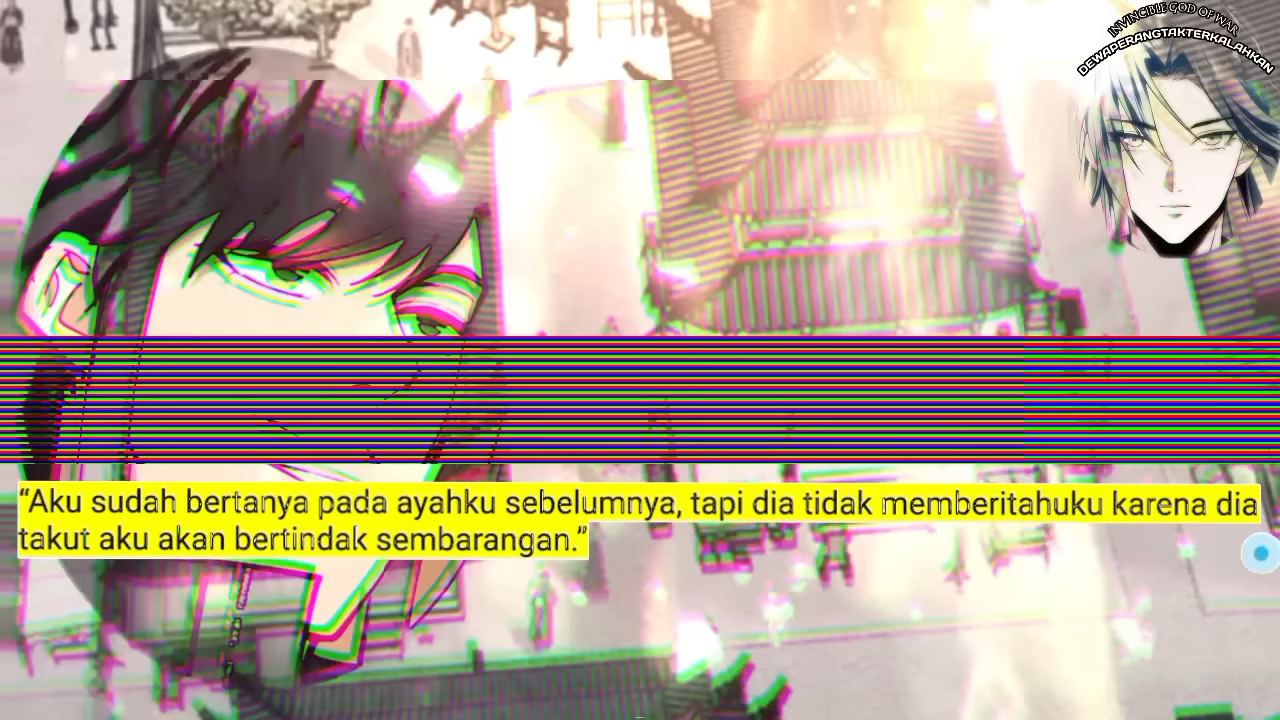 INVINCIBLE GOD OF WAR
DEWAPERANGTAKTERKALAHKAN
“Aku sudah bertanya pada ayahku sebelumnya, tapi dia tidak memberitahuku karena dia
takut aku akan bertindak sembarangan.”